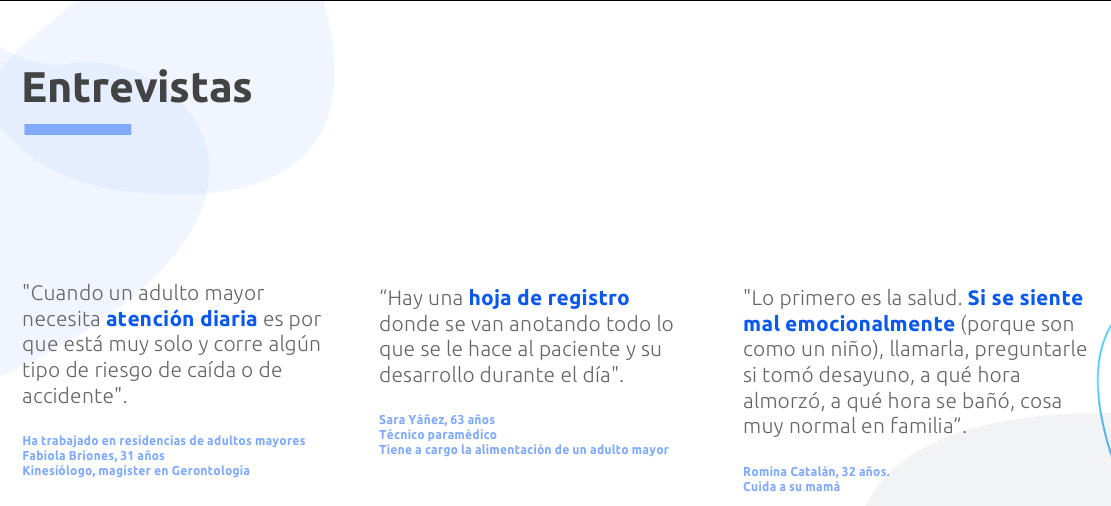 Entrevistas
"Cuando un adulto mayor
necesita atención diaria es por
que está muy solo y corre algún
tipo de riesgo de caída o de
accidente".
Ha trabajado en residencias de adultos mayores
Fabiola Briones, 31 años
Kinesiólogo, magíster en Gerontología
“Hay una hoja de registro
donde se van anotando todo lo
que se le hace al paciente y su
desarrollo durante el día".
Sara Yáñez, 63 años
Técnico paramédico
Tiene a cargo la alimentación de un adulto mayor
"Lo primero es la salud. Si se siente
mal emocionalmente (porque son
como un niño), llamarla, preguntarle
si tomó desayuno, a qué hora
almorzó, a qué hora se bañó, cosa
muy normal en familia”.
Romina Catalán, 32 años.
Cuida a su mamá